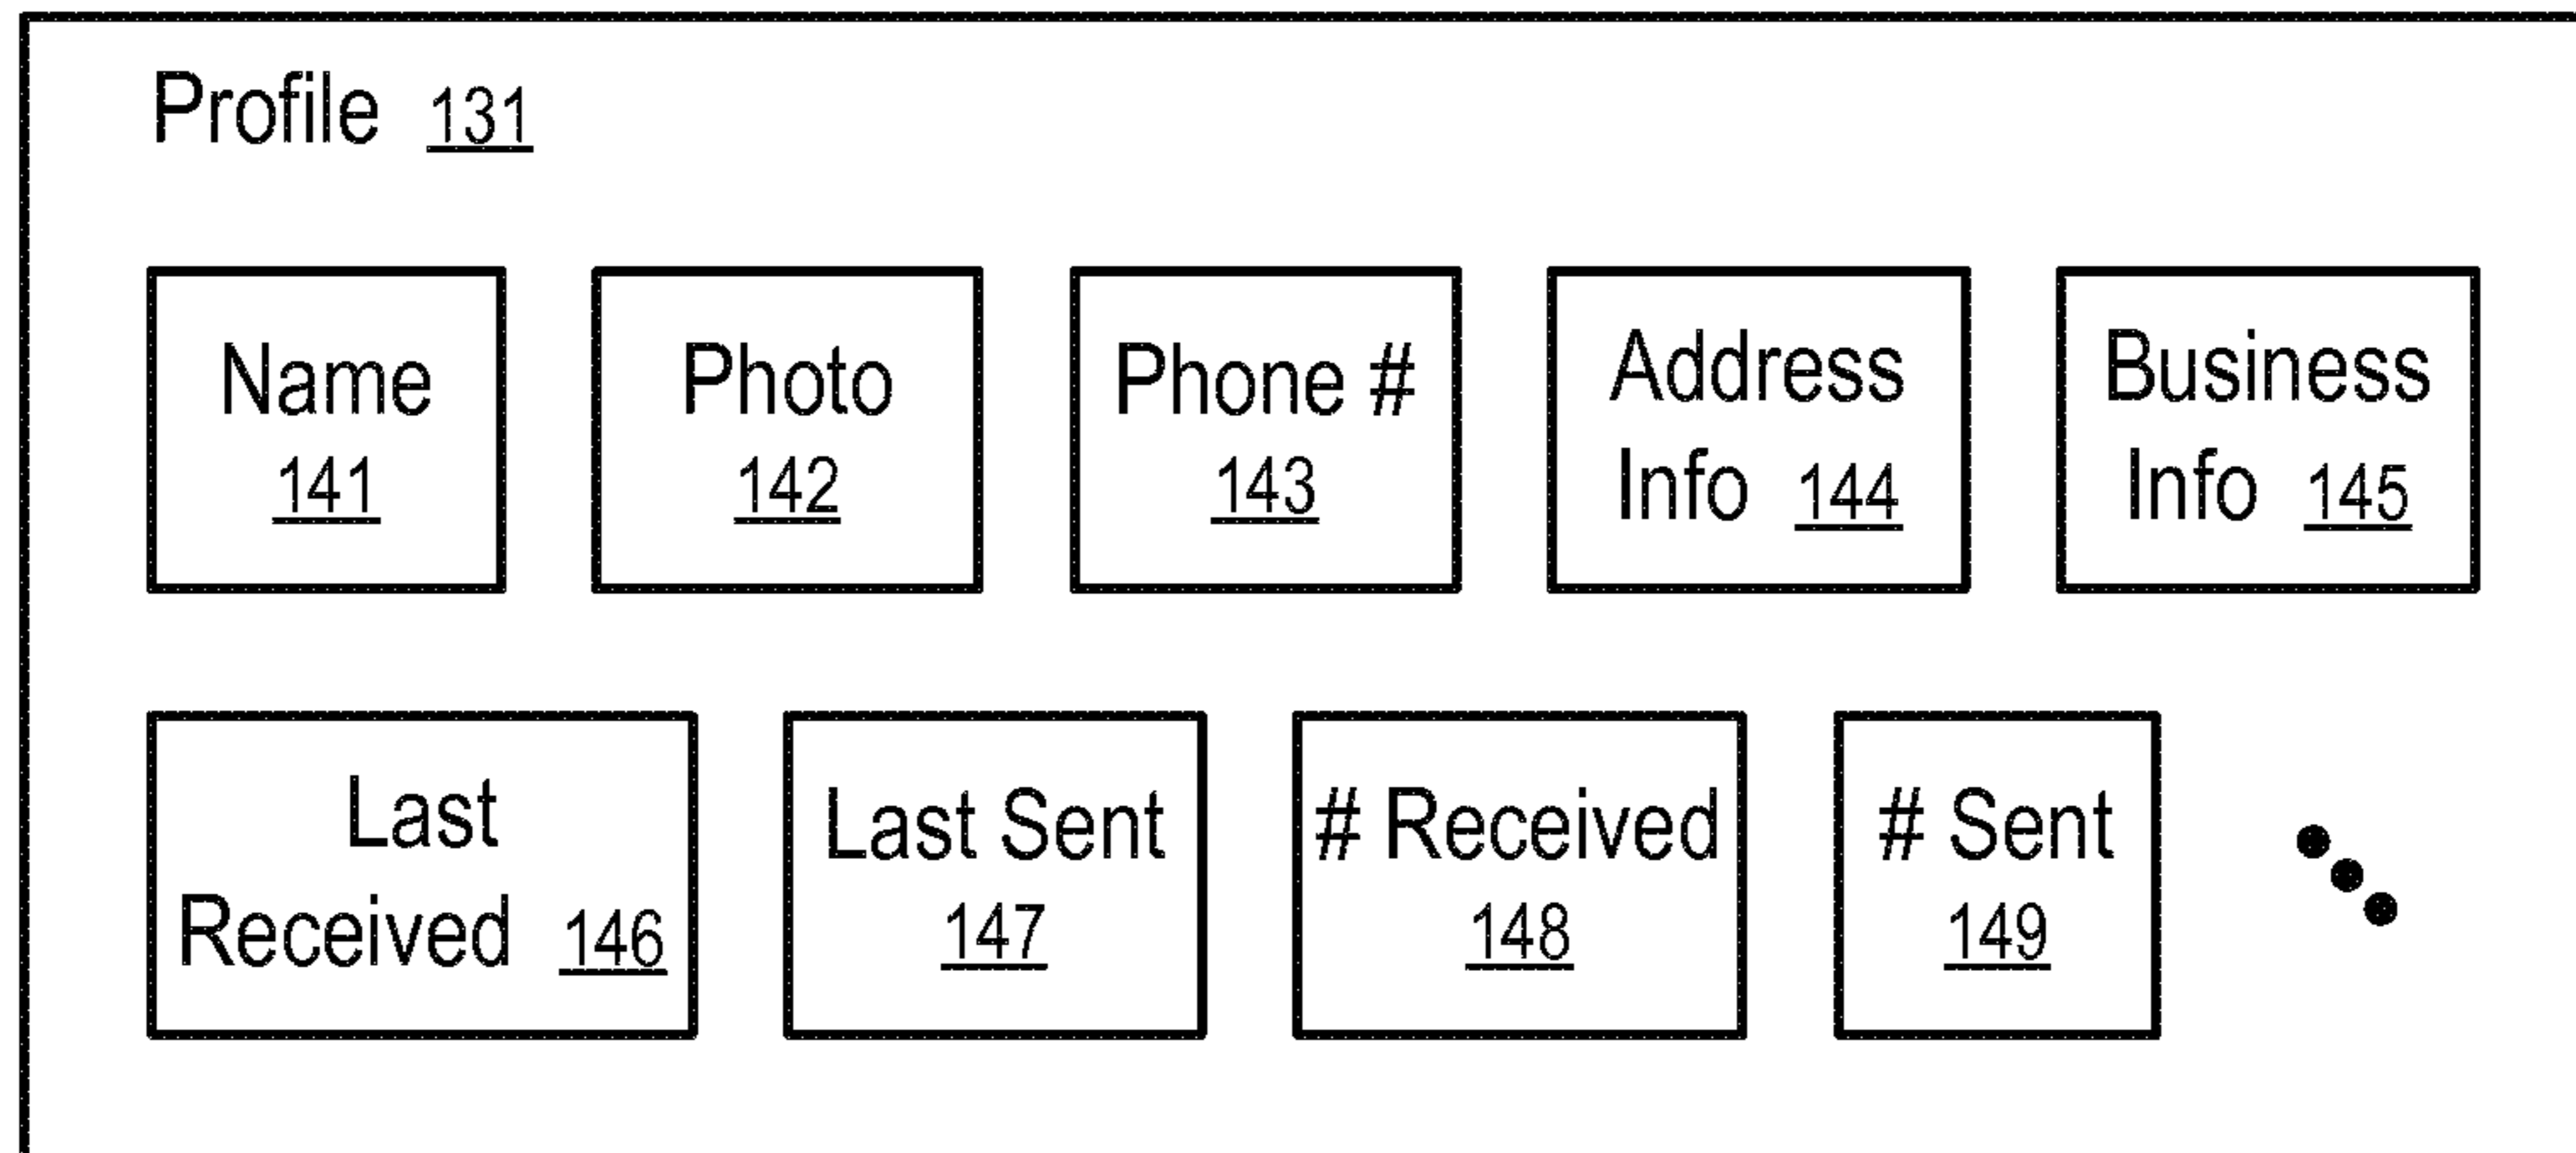 Profile 131
Name
141
Photo
142
Phone #
143
Address
Info 144
Business
Info 145
Last
Received 146
Last Sent
147
# Received
148
# Sent
149